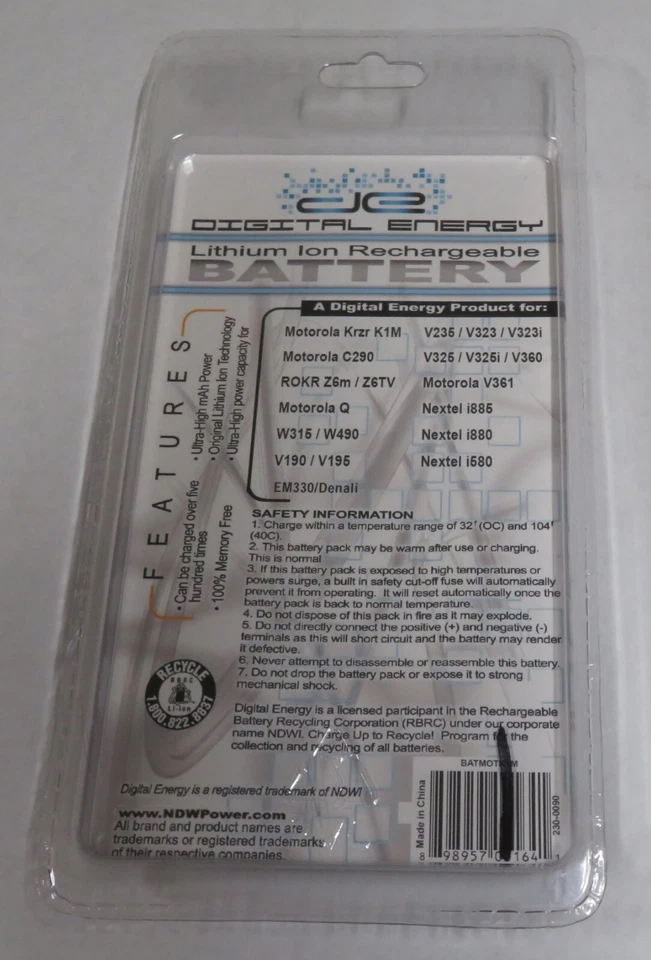 de
DIGITAL ENERGY
Lithium Ion Rechargeable
BATTERY
A Digital Energy Product for:
Motorola Krzr K1M V235 / V323 / V323i
Motorola C290 V325 / V325i / V360
ROKR Z6m / Z6TV Motorola V361
Motorola Q Nextel i885
W315 / W490 Nextel i880
V190 / V195 Nextel i580
EM330/Denali
FEATURES
• Ultra-High mAh Power
• Original Lithium Ion Technology
• Ultra-High power capacity for
• Can be charged over five
hundred times
• 100% Memory Free
SAFETY INFORMATION
1. Charge within a temperature range of 32′(OC) and 104′
(40C).
2. This battery pack may be warm after use or charging.
This is normal
3. If this battery pack is exposed to high temperatures or
powers surge, a built in safety cut-off fuse will automatically
prevent it from operating. It will reset automatically once the
battery pack is back to normal temperature.
4. Do not dispose of this pack in fire as it may explode.
5. Do not directly connect the positive (+) and negative (-)
terminals as this will short circuit and the battery may render
it defective.
6. Never attempt to disassemble or reassemble this battery.
7. Do not drop the battery pack or expose it to strong
mechanical shock.
RECYCLE
RBRC
Li-Ion
1.800.822.8837
Digital Energy is a licensed participant in the Rechargeable
Battery Recycling Corporation (RBRC) under our corporate
name NDWI. Charge Up to Recycle! Program for the
collection and recycling of all batteries.
Digital Energy is a registered trademark of NDWI
www.NDWPower.com
All brand and product names are
trademarks or registered trademarks
of their respective companies
Made in China
230-0090
8 98957 164 1